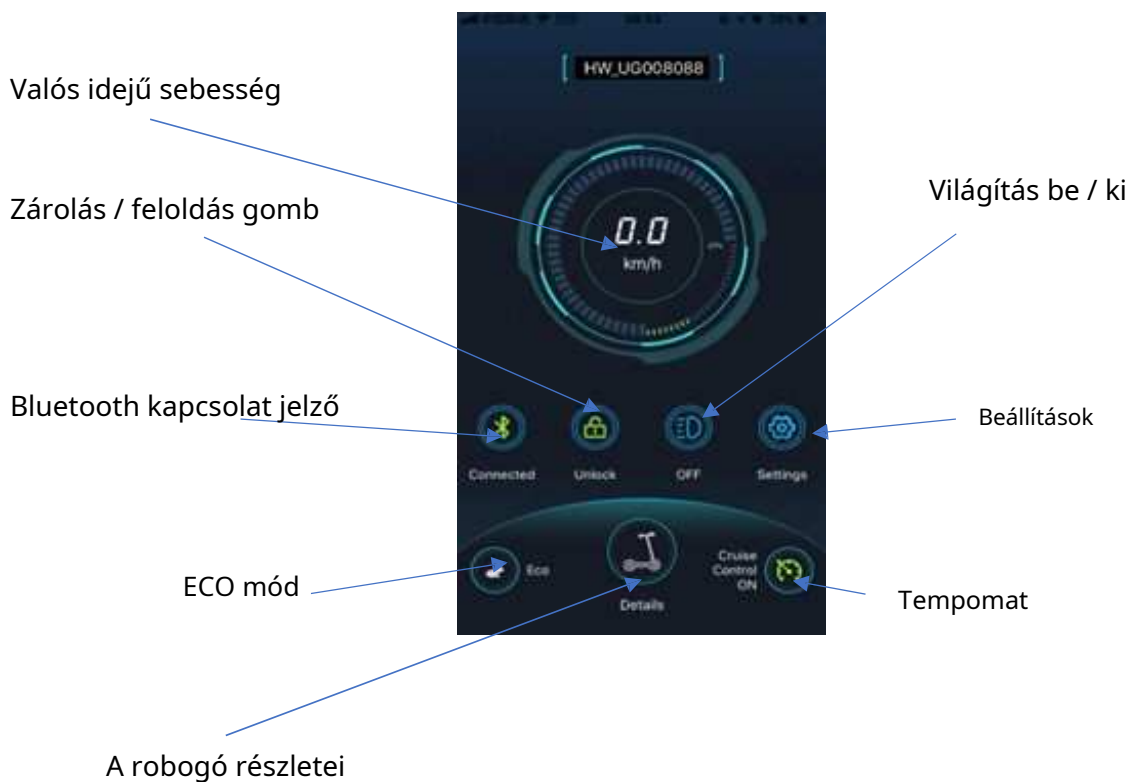 HW_UG008088
Valós idejű sebesség
Világítás be / ki
Zárolás / feloldás gomb
0.0
km/h
Bluetooth kapcsolat jelző
Beállítások
Connected
Unlock
OFF
Settings
ECO mód
Eco
Cruise
Control
ON
Details
Tempomat
A robogó részletei